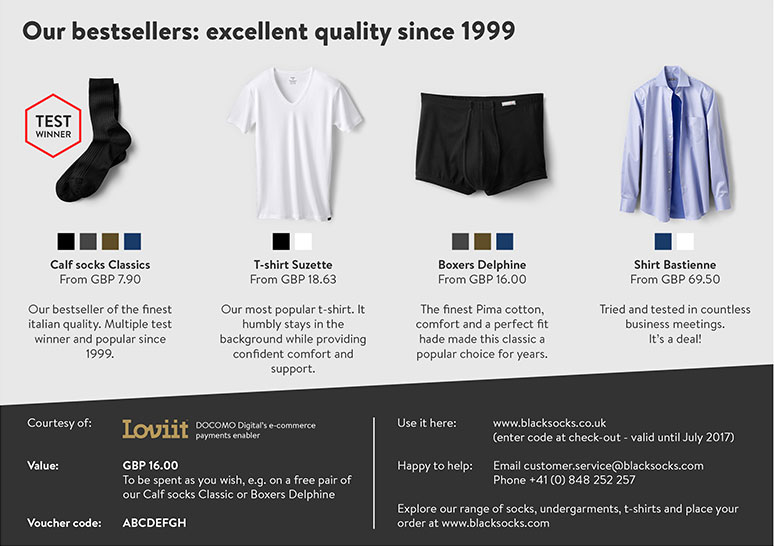 Our bestsellers: excellent quality since 1999
TEST
WINNER
Calf socks Classics
From GBP 7.90
Our bestseller of the finest
italian quality. Multiple test
winner and popular since
1999.
T-shirt Suzette
From GBP 18.63
Our most popular t-shirt. It
humbly stays in the
background while providing
confident comfort and
support.
Boxers Delphine
From GBP 16.00
The finest Pima cotton,
comfort and a perfect fit
hade made this classic a
popular choice for years.
Shirt Bastienne
From GBP 69.50
Tried and tested in countless
business meetings.
It's a deal!
Courtesy of:
Loviit
DOCOMO Digital's e-commerce
payments enabler
Value:
GBP 16.00
To be spent as you wish, e.g. on a free pair of
our Calf socks Classic or Boxers Delphine
Voucher code:
ABCDEFGH
Use it here:
www.blacksocks.co.uk
(enter code at check-out - valid until July 2017)
Happy to help:
Email customer.service@blacksocks.com
Phone +41 (0) 848 252 257
Explore our range of socks, undergarments, t-shirts and place your
order at www.blacksocks.com